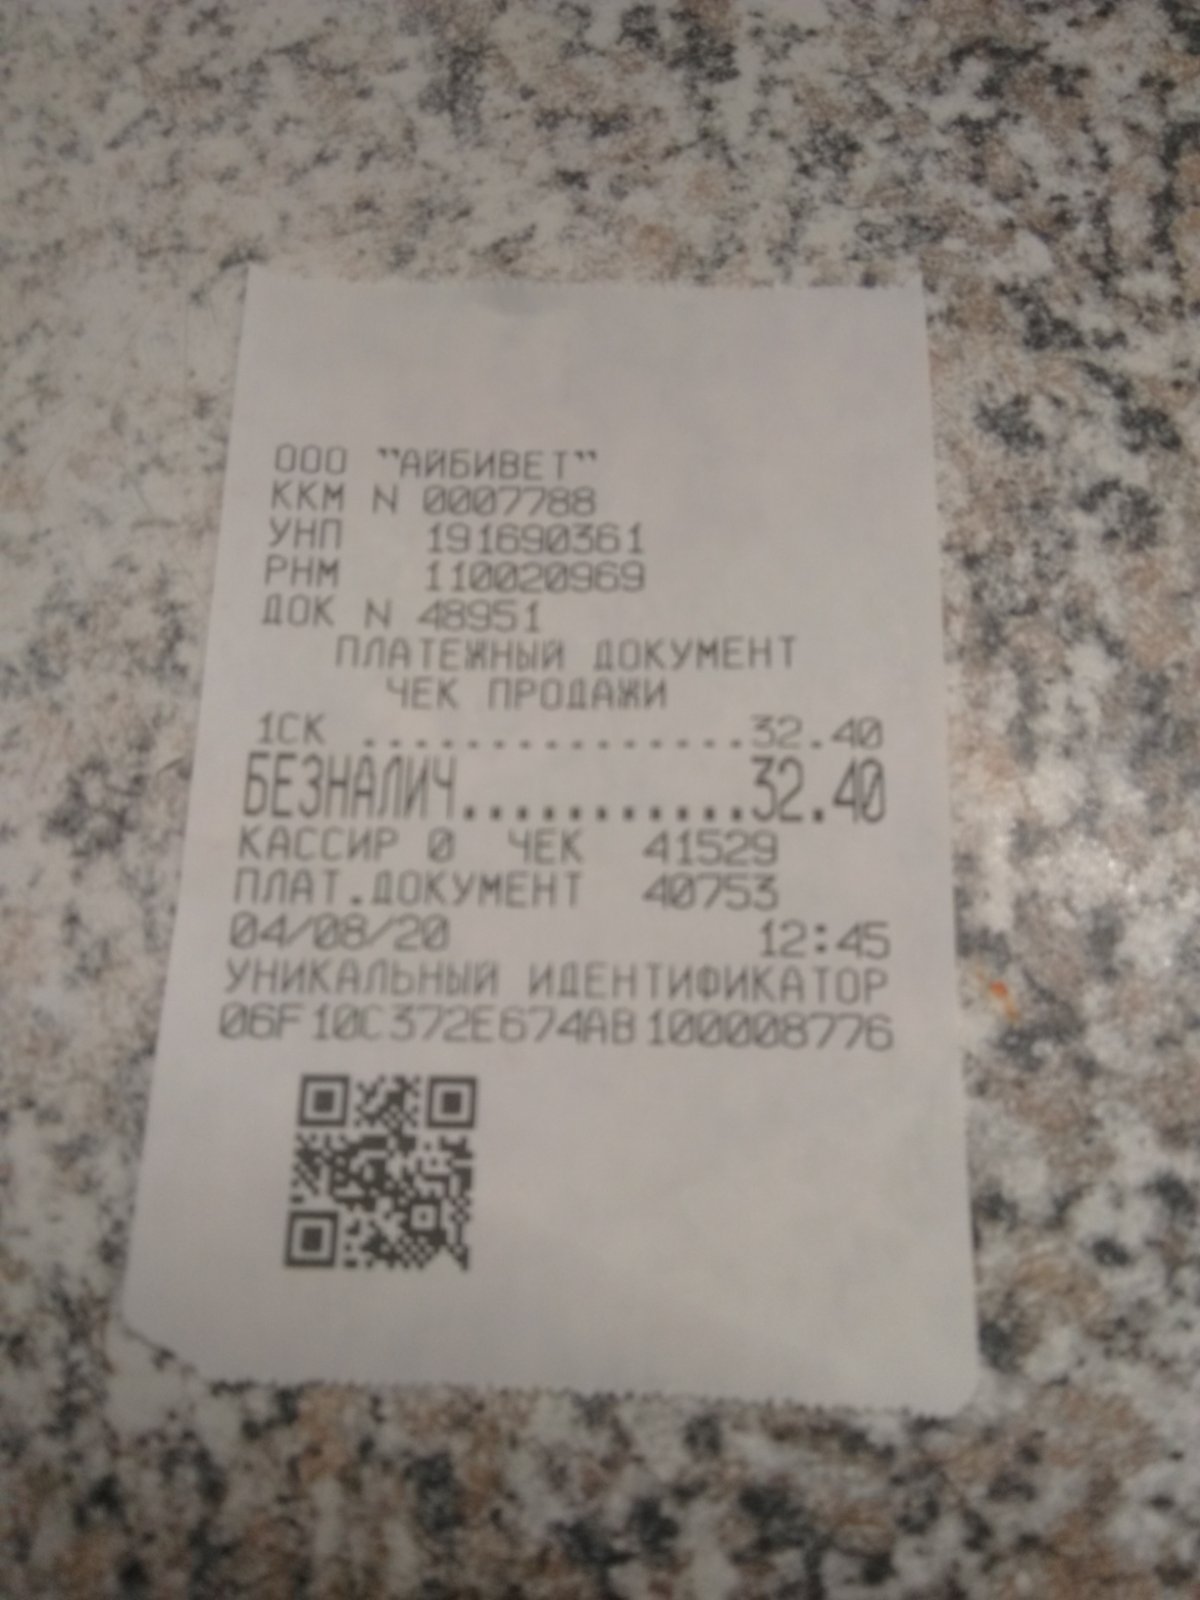 ООО "АЙБИВЕТ"
ККМ N 0007788
УНП 191690361
РНМ 110020969
ДОК N 48951
ПЛАТЕЖНЫЙ ДОКУМЕНТ
ЧЕК ПРОДАЖИ
1СК ................32.40
БЕЗНАЛИЧ...........32.40
КАССИР 0 ЧЕК 41529
ПЛАТ.ДОКУМЕНТ 40753
04/08/20 12:45
УНИКАЛЬНЫЙ ИДЕНТИФИКАТОР
06F10C372E674AB100008776